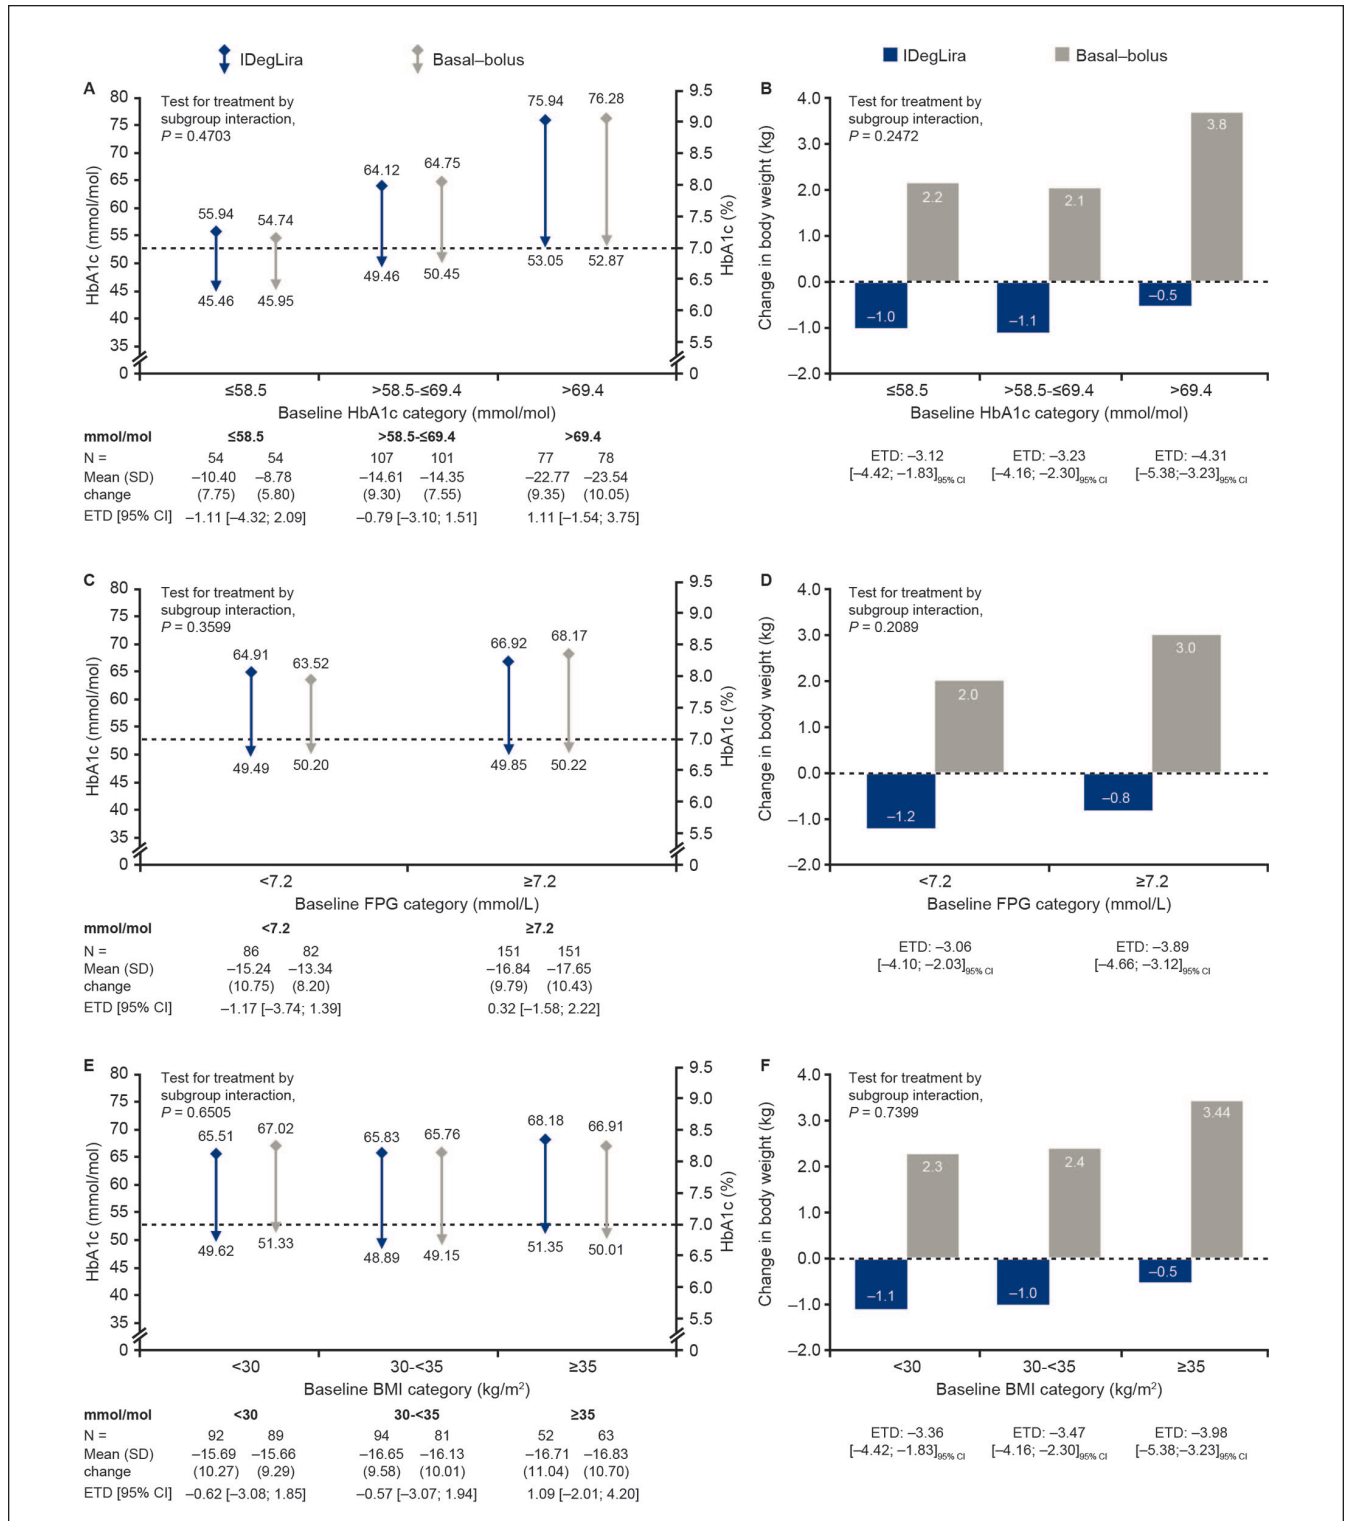 IDegLira Basal–bolus
IDegLira Basal–bolus
A
Test for treatment by
subgroup interaction,
P = 0.4703
HbA1c (mmol/mol)
80
75
70
65
60
55
50
45
40
35
0
55.94 54.74 64.12 64.75 75.94 76.28
45.46 45.95 49.46 50.45 53.05 52.87
9.5
9.0
8.5
8.0
7.5
7.0
6.5
6.0
5.5
0
HbA1c (%)
≤58.5 >58.5-≤69.4 >69.4
Baseline HbA1c category (mmol/mol)
mmol/mol ≤58.5 >58.5-≤69.4 >69.4
N = 54 54 107 101 77 78
Mean (SD) –10.40 –8.78 –14.61 –14.35 –22.77 –23.54
change (7.75) (5.80) (9.30) (7.55) (9.35) (10.05)
ETD [95% CI] –1.11 [–4.32; 2.09] –0.79 [–3.10; 1.51] 1.11 [–1.54; 3.75]
B
Test for treatment by
subgroup interaction,
P = 0.2472
Change in body weight (kg)
4.0
3.0
2.0
1.0
0.0
–1.0
–2.0
2.2 2.1 3.8
–1.0 –1.1 –0.5
≤58.5 >58.5-≤69.4 >69.4
Baseline HbA1c category (mmol/mol)
ETD: –3.12 ETD: –3.23 ETD: –4.31
[–4.42; –1.83]95% CI [–4.16; –2.30]95% CI [–5.38;–3.23]95% CI
C
Test for treatment by
subgroup interaction,
P = 0.3599
HbA1c (mmol/mol)
80
75
70
65
60
55
50
45
40
35
0
64.91 63.52 66.92 68.17
49.49 50.20 49.85 50.22
9.5
9.0
8.5
8.0
7.5
7.0
6.5
6.0
5.5
0
HbA1c (%)
<7.2 ≥7.2
Baseline FPG category (mmol/L)
mmol/mol <7.2 ≥7.2
N = 86 82 151 151
Mean (SD) –15.24 –13.34 –16.84 –17.65
change (10.75) (8.20) (9.79) (10.43)
ETD [95% CI] –1.17 [–3.74; 1.39] 0.32 [–1.58; 2.22]
D
Test for treatment by
subgroup interaction,
P = 0.2089
Change in body weight (kg)
4.0
3.0
2.0
1.0
0.0
–1.0
–2.0
2.0 3.0
–1.2 –0.8
<7.2 ≥7.2
Baseline FPG category (mmol/L)
ETD: –3.06 ETD: –3.89
[–4.10; –2.03]95% CI [–4.66; –3.12]95% CI
E
Test for treatment by
subgroup interaction,
P = 0.6505
HbA1c (mmol/mol)
80
75
70
65
60
55
50
45
40
35
0
65.51 67.02 65.83 65.76 68.18 66.91
49.62 51.33 48.89 49.15 51.35 50.01
9.5
9.0
8.5
8.0
7.5
7.0
6.5
6.0
5.5
0
HbA1c (%)
<30 30-<35 ≥35
Baseline BMI category (kg/m²)
mmol/mol <30 30-<35 ≥35
N = 92 89 94 81 52 63
Mean (SD) –15.69 –15.66 –16.65 –16.13 –16.71 –16.83
change (10.27) (9.29) (9.58) (10.01) (11.04) (10.70)
ETD [95% CI] –0.62 [–3.08; 1.85] –0.57 [–3.07; 1.94] 1.09 [–2.01; 4.20]
F
Test for treatment by
subgroup interaction,
P = 0.7399
Change in body weight (kg)
4.0
3.0
2.0
1.0
0.0
–1.0
–2.0
2.3 2.4 3.44
–1.1 –1.0 –0.5
<30 30-<35 ≥35
Baseline BMI category (kg/m²)
ETD: –3.36 ETD: –3.47 ETD: –3.98
[–4.42; –1.83]95% CI [–4.16; –2.30]95% CI [–5.38;–3.23]95% CI